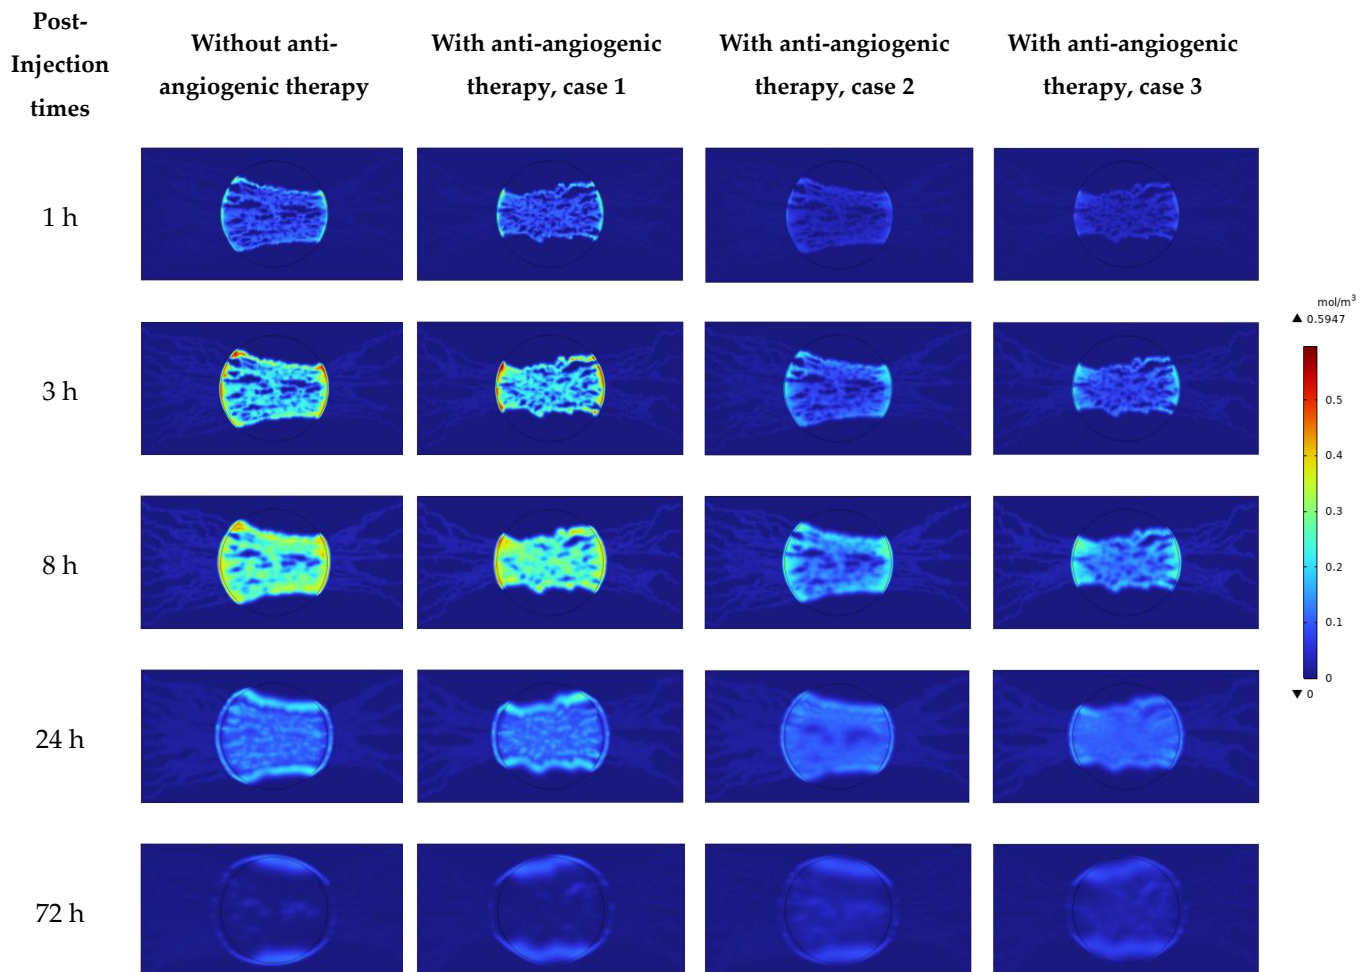 Post-
Injection
times
Without anti-
angiogenic therapy
With anti-angiogenic
therapy, case 1
With anti-angiogenic
therapy, case 2
With anti-angiogenic
therapy, case 3
1 h
3 h
8 h
24 h
72 h
mol/m³
▲ 0.5947
0.5
0.4
0.3
0.2
0.1
0
▼ 0